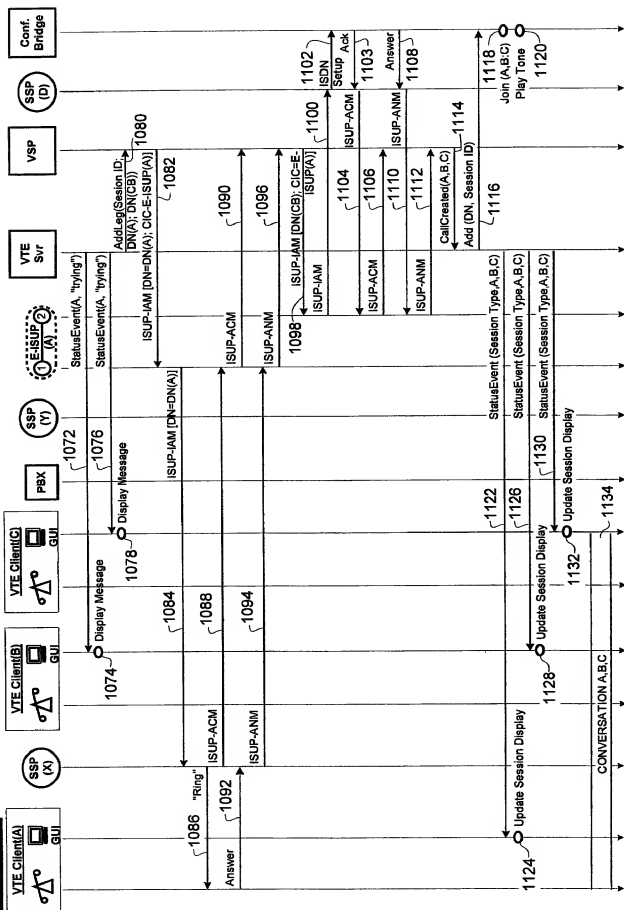 VTE Client(A)
GUI
SSP
(X)
VTE Client(B)
GUI
VTE Client(C)
GUI
PBX
SSP
(Y)
1
E-ISUP
(A)
2
VTE
Svr
VSP
SSP
(D)
Conf.
Bridge
StatusEvent(A, "trying")
1072
Display Message
1074
StatusEvent(A, "trying")
1076
Display Message
1078
AddLeg(Sesion ID;
DN(A); DN(CB))
1080
ISUP-IAM [DN=DN(A); CIC-E-ISUP(A)]
1082
ISUP-IAM [DN=DN(A)]
1084
"Ring"
1086
ISUP-ACM
1088
ISUP-ACM
1090
Answer
1092
ISUP-ANM
1094
ISUP-ANM
1096
ISUP-IAM [DN(CB); CIC=E-
ISUP(A)]
1098
ISUP-IAM
1100
1102
ISDN
Setup
Ack
1103
ISUP-ACM
1104
ISUP-ACM
1106
Answer
1108
ISUP-ANM
1110
ISUP-ANM
1112
CallCreated(A,B,C)
1114
Add (DN, Session ID)
1116
1118
Join (A,B:C)
1120
Play Tone
StatusEvent (Session Type,A,B,C)
1122
Update Session Display
1124
StatusEvent (Session Type,A,B,C)
1126
Update Session Display
1128
StatusEvent (Session Type,A,B,C)
1130
Update Session Display
1132
CONVERSATION A,B,C
1134